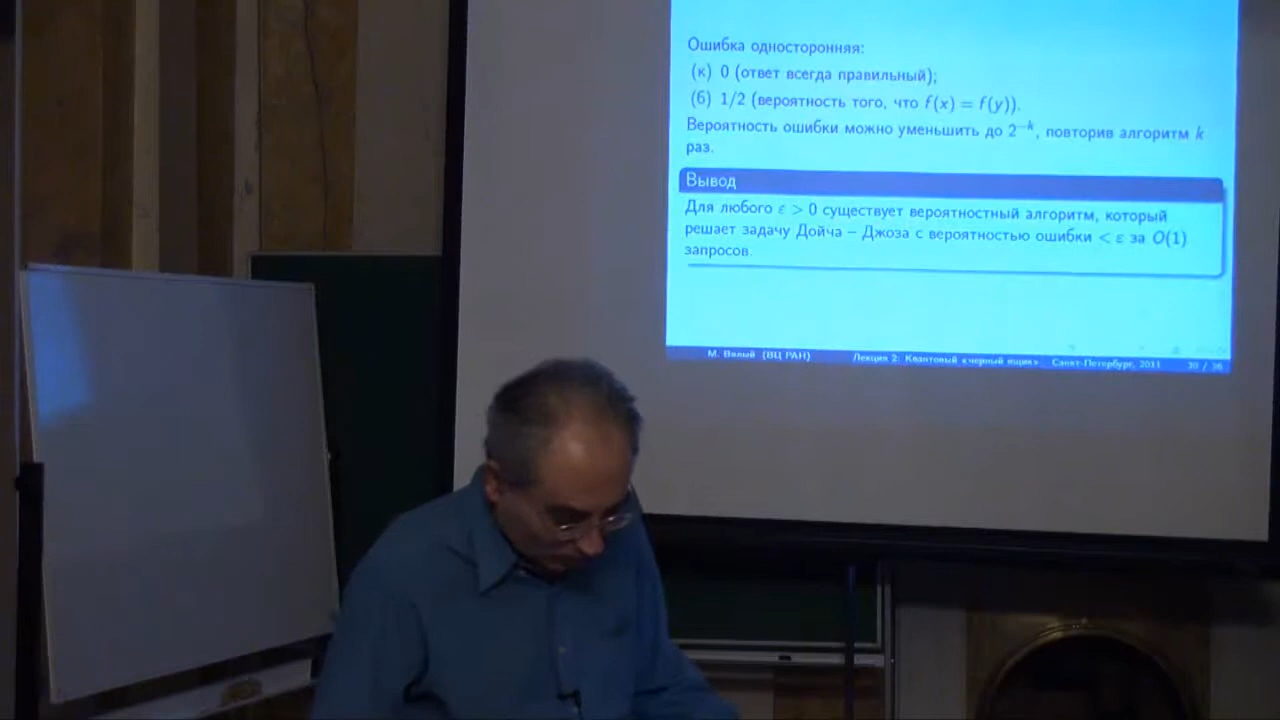 Ошибка односторонняя:
(к) 0 (ответ всегда правильный);
(б) 1/2 (вероятность того, что f(x) = f(y)).
Вероятность ошибки можно уменьшить до 2⁻ᵏ, повторив алгоритм k
раз.
Вывод
Для любого ε > 0 существует вероятностный алгоритм, который
решает задачу Дойча – Джоза с вероятностью ошибки < ε за O(1)
запросов.
М. Вялый (ВЦ РАН) Лекция 2: Квантовый «черный ящик» Санкт-Петербург, 2011 30 / 36